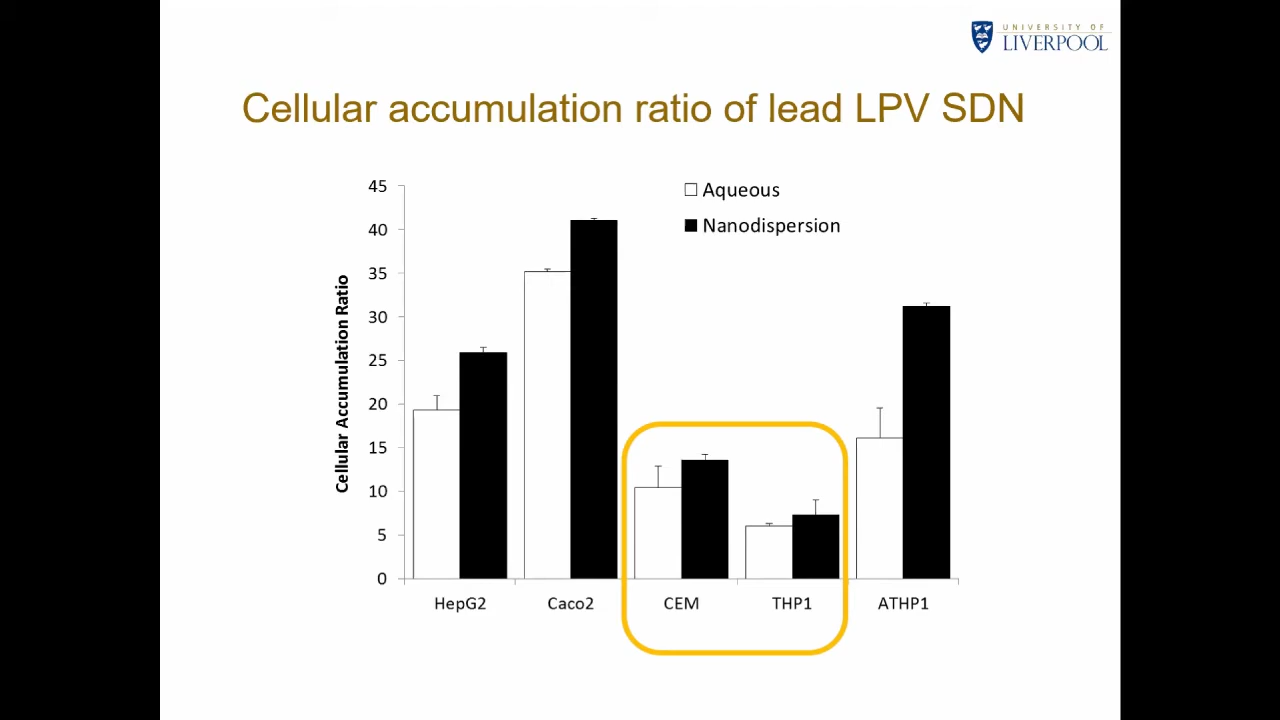 UNIVERSITY OF
LIVERPOOL
Cellular accumulation ratio of lead LPV SDN
Aqueous
Nanodispersion
Cellular Accumulation Ratio
45
40
35
30
25
20
15
10
5
0
HepG2
Caco2
CEM
THP1
ATHP1